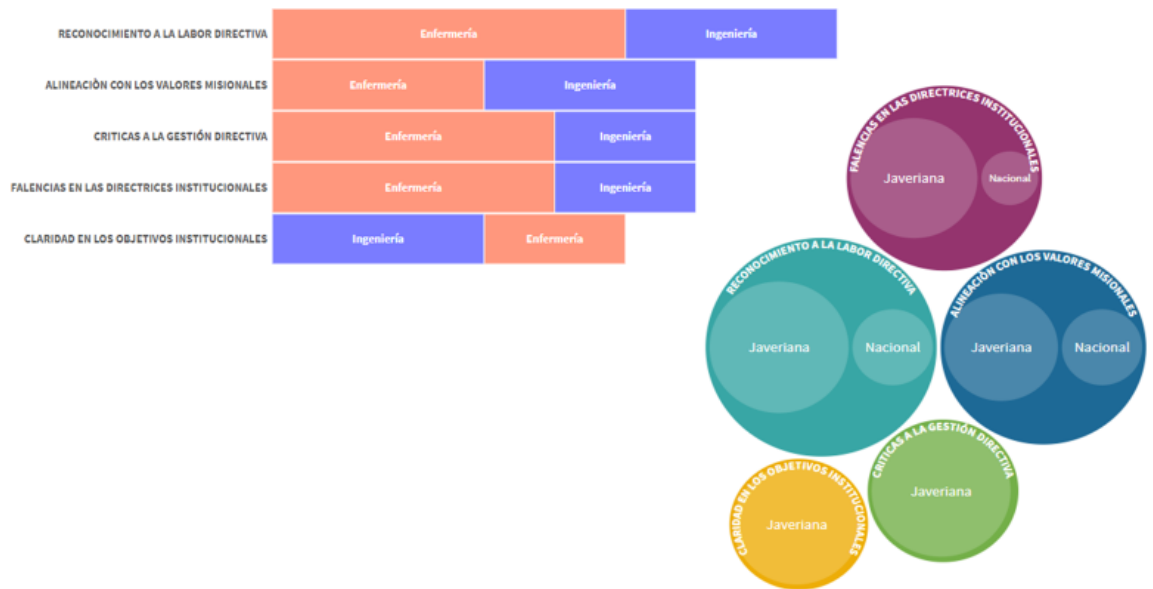 RECONOCIMIENTO A LA LABOR DIRECTIVA
Enfermería
Ingeniería
ALINEACIÒN CON LOS VALORES MISIONALES
Enfermería
Ingeniería
CRITICAS A LA GESTIÓN DIRECTIVA
Enfermería
Ingeniería
FALENCIAS EN LAS DIRECTRICES INSTITUCIONALES
Enfermería
Ingeniería
CLARIDAD EN LOS OBJETIVOS INSTITUCIONALES
Ingeniería
Enfermería
FALENCIAS EN LAS DIRECTRICES INSTITUCIONALES
Javeriana
Nacional
RECONOCIMIENTO A LA LABOR DIRECTIVA
Javeriana
Nacional
ALINEACIÒN CON LOS VALORES MISIONALES
Javeriana
Nacional
CRITICAS A LA GESTIÓN DIRECTIVA
Javeriana
CLARIDAD EN LOS OBJETIVOS INSTITUCIONALES
Javeriana